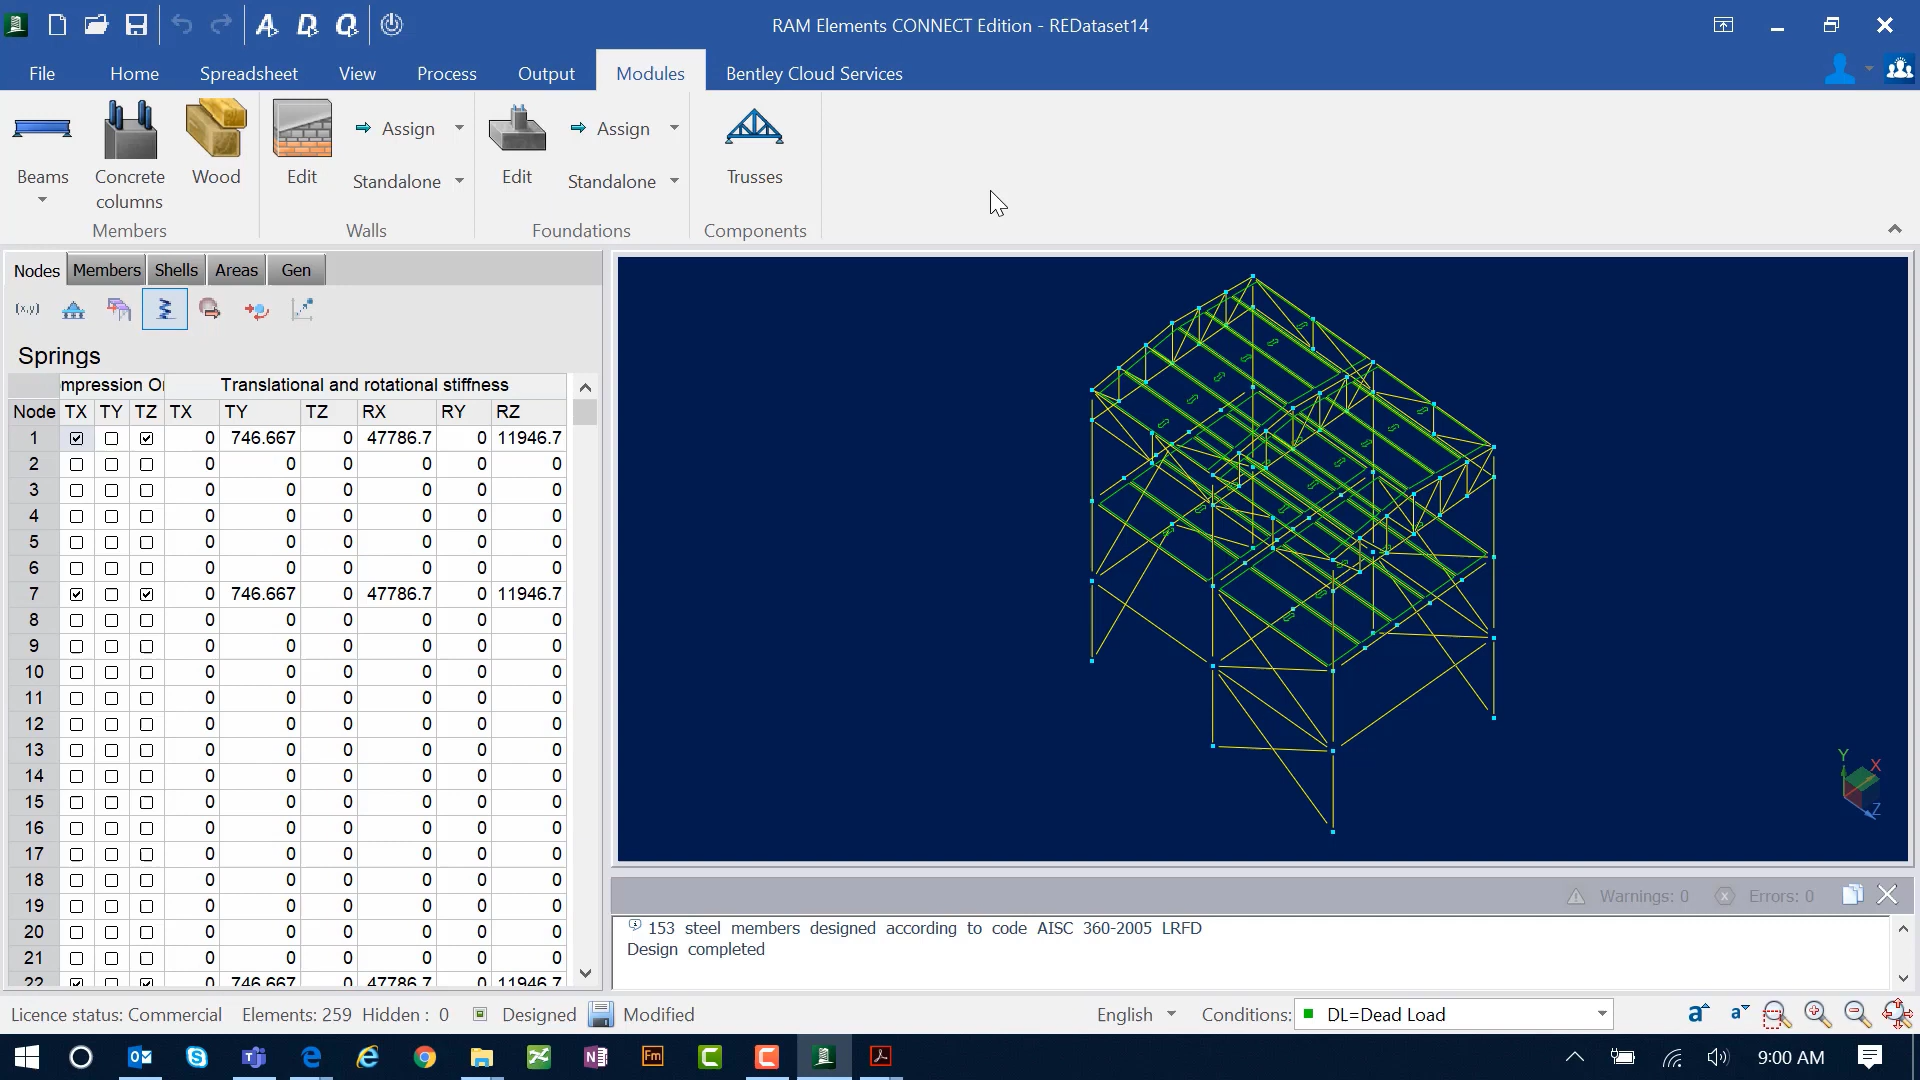 RAM Elements CONNECT Edition - REDataset14
File Home Spreadsheet View Process Output Modules Bentley Cloud Services
Beams Concrete columns Wood Edit Assign Standalone Edit Assign Standalone Trusses
Members Walls Foundations Components
Nodes Members Shells Areas Gen
(x,y)
Springs
mpression O Translational and rotational stiffness
Node TX TY TZ TX TY TZ RX RY RZ
1 0 746.667 0 47786.7 0 11946.7
2 0 0 0 0 0 0
3 0 0 0 0 0 0
4 0 0 0 0 0 0
5 0 0 0 0 0 0
6 0 0 0 0 0 0
7 0 746.667 0 47786.7 0 11946.7
8 0 0 0 0 0 0
9 0 0 0 0 0 0
10 0 0 0 0 0 0
11 0 0 0 0 0 0
12 0 0 0 0 0 0
13 0 0 0 0 0 0
14 0 0 0 0 0 0
15 0 0 0 0 0 0
16 0 0 0 0 0 0
17 0 0 0 0 0 0
18 0 0 0 0 0 0
19 0 0 0 0 0 0
20 0 0 0 0 0 0
21 0 0 0 0 0 0
22 0 746.667 0 47786.7 0 11946.7
Y
X
Z
Warnings: 0 Errors: 0
153 steel members designed according to code AISC 360-2005 LRFD
Design completed
Licence status: Commercial Elements: 259 Hidden : 0 Designed Modified English Conditions: DL=Dead Load
9:00 AM